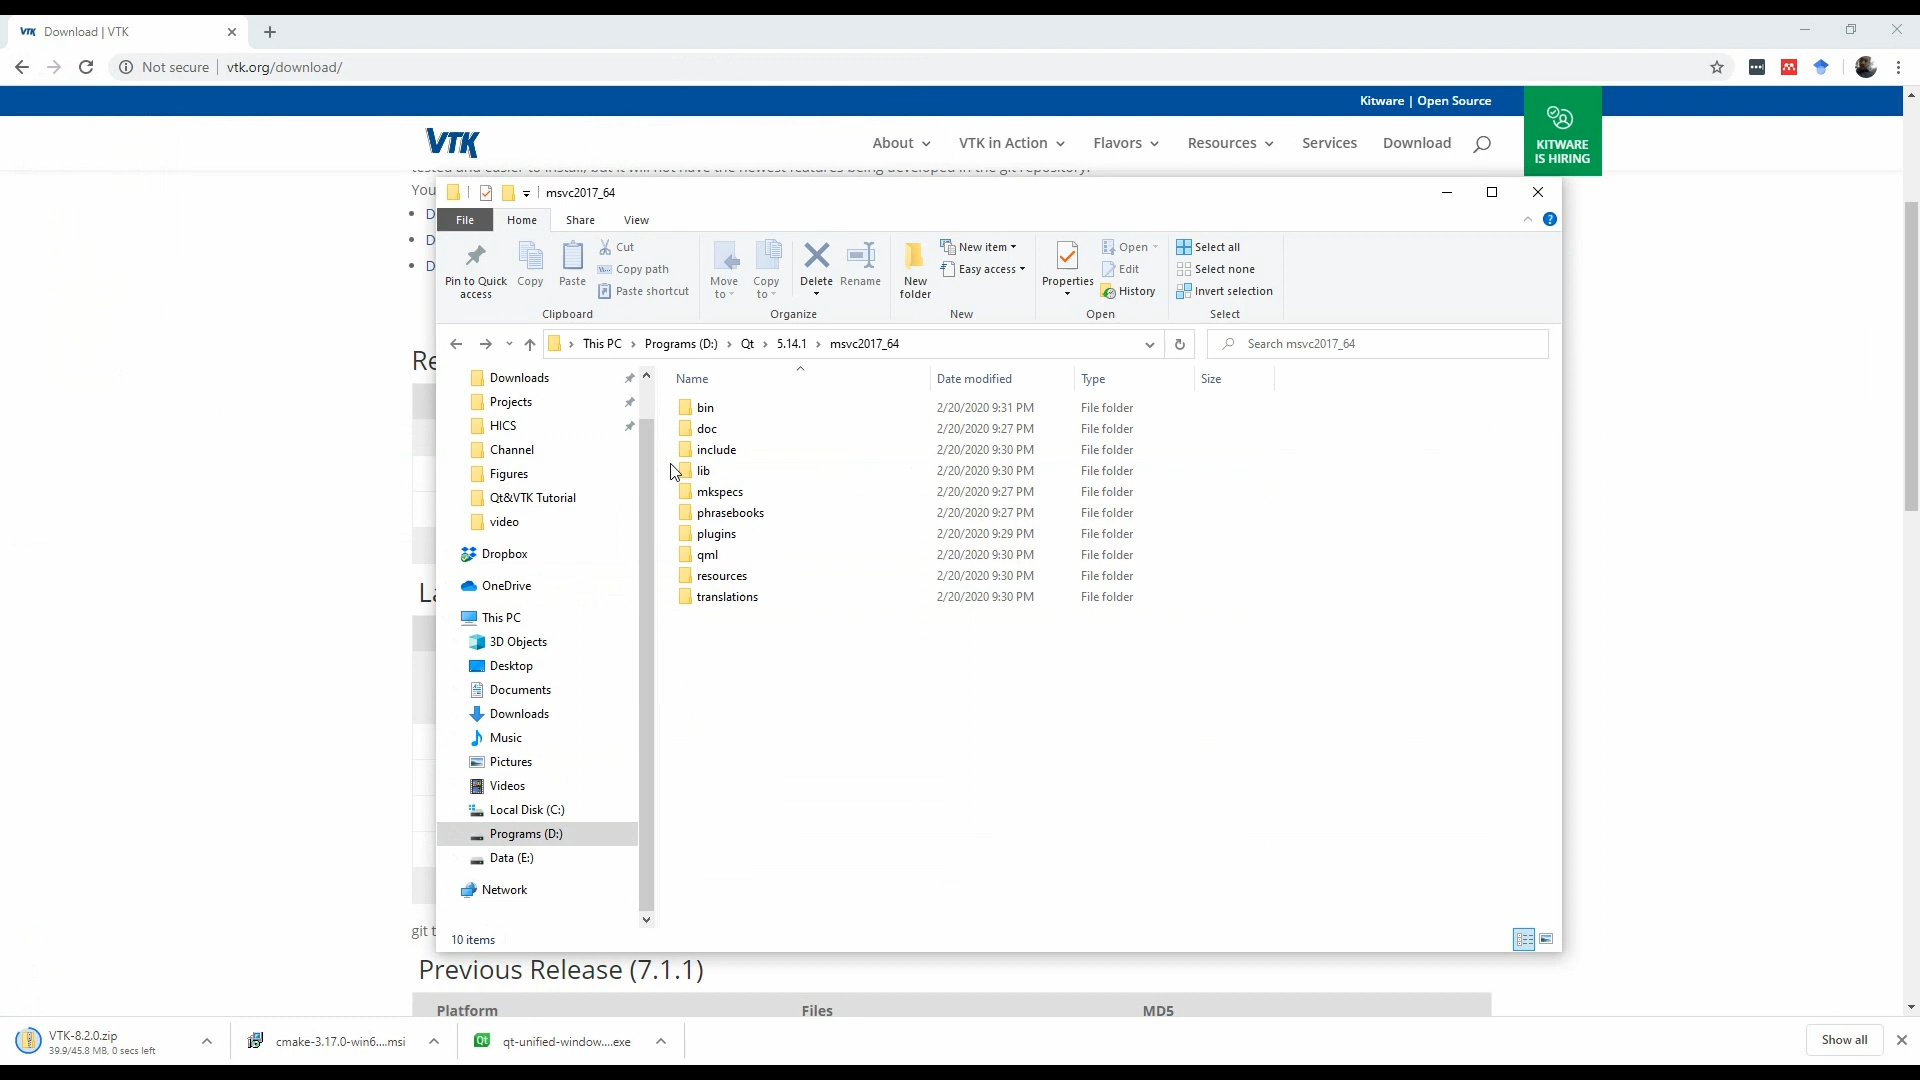 VTK Download | VTK
Not secure | vtk.org/download/
Kitware | Open Source
KITWARE
IS HIRING
VTK
About
VTK in Action
Flavors
Resources
Services
Download
You
D
D
D
Re
La
git t
msvc2017_64
File
Home
Share
View
Pin to Quick
access
Copy
Paste
Cut
Copy path
Paste shortcut
Clipboard
Move
to
Copy
to
Delete
Rename
Organize
New
folder
New item
Easy access
New
Properties
Open
Edit
History
Open
Select all
Select none
Invert selection
Select
This PC > Programs (D:) > Qt > 5.14.1 > msvc2017_64
Search msvc2017_64
Downloads
Projects
HICS
Channel
Figures
Qt&VTK Tutorial
video
Dropbox
OneDrive
This PC
3D Objects
Desktop
Documents
Downloads
Music
Pictures
Videos
Local Disk (C:)
Programs (D:)
Data (E:)
Network
Name Date modified Type Size
bin 2/20/2020 9:31 PM File folder
doc 2/20/2020 9:27 PM File folder
include 2/20/2020 9:30 PM File folder
lib 2/20/2020 9:30 PM File folder
mkspecs 2/20/2020 9:27 PM File folder
phrasebooks 2/20/2020 9:27 PM File folder
plugins 2/20/2020 9:29 PM File folder
qml 2/20/2020 9:30 PM File folder
resources 2/20/2020 9:30 PM File folder
translations 2/20/2020 9:30 PM File folder
10 items
Previous Release (7.1.1)
Platform Files MD5
VTK-8.2.0.zip
39.9/45.8 MB, 0 secs left
cmake-3.17.0-win6....msi
Qt qt-unified-window....exe
Show all